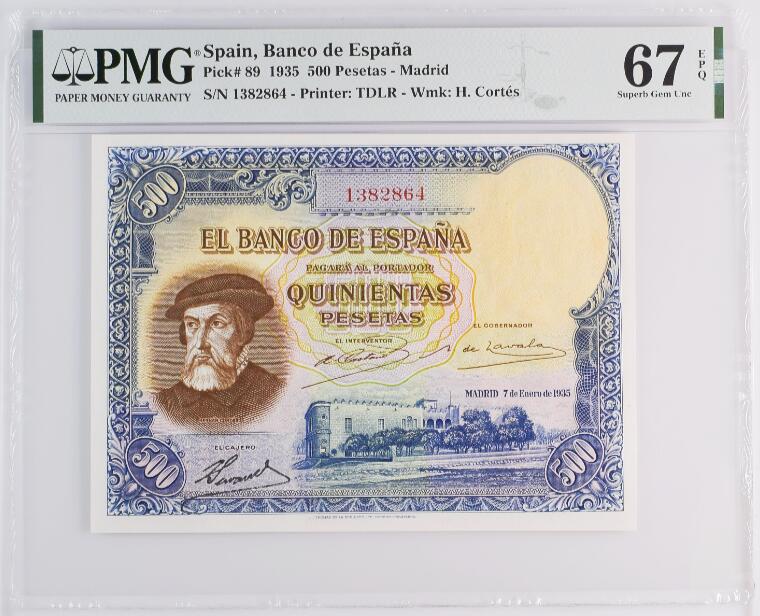 PMG®
PAPER MONEY GUARANTY
Spain, Banco de España
Pick# 89 1935 500 Pesetas - Madrid
S/N 1382864 - Printer: TDLR - Wmk: H. Cortés
67
EPQ
Superb Gem Unc
500
1382864
EL BANCO DE ESPAÑA
PAGARÁ AL PORTADOR
QUINIENTAS
PESETAS
EL INTERVENTOR
EL GOBERNADOR
de Zavala
MADRID 7 de Enero de 1935
EL CAJERO
500
500